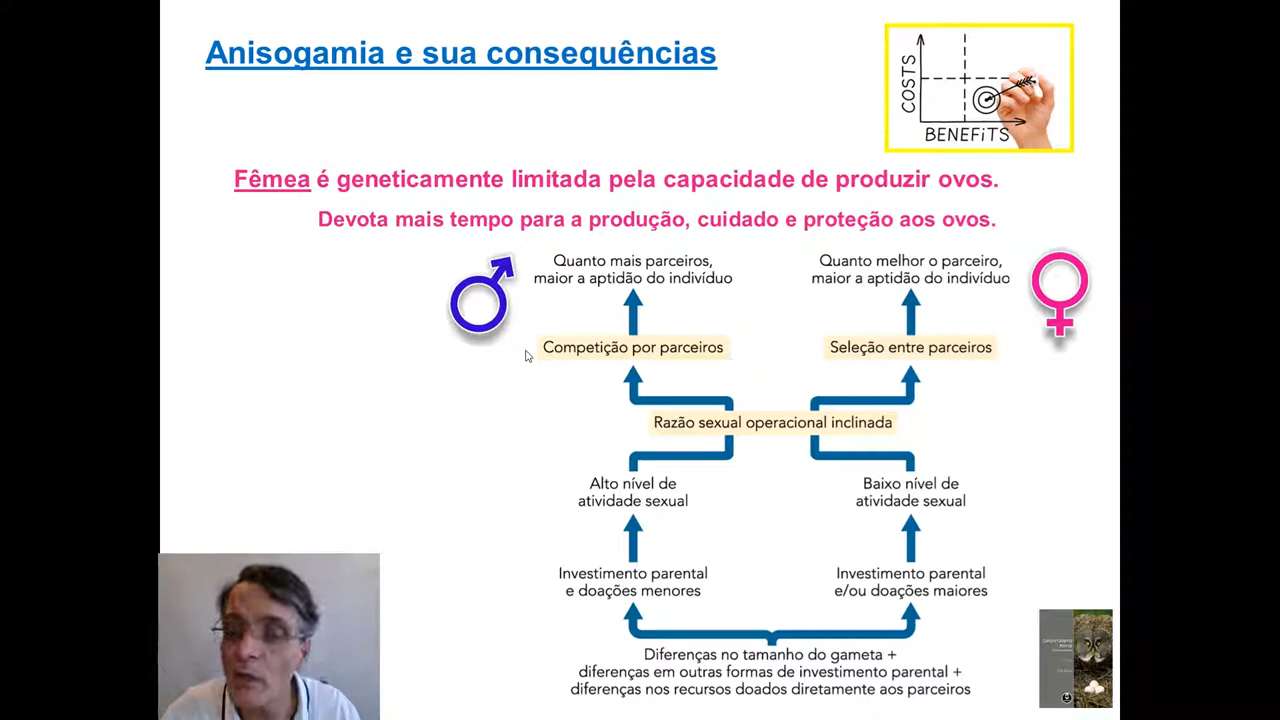 Anisogamia e sua consequências
COSTS
BENEFiTS
Fêmea é geneticamente limitada pela capacidade de produzir ovos.
Devota mais tempo para a produção, cuidado e proteção aos ovos.
Quanto mais parceiros,
maior a aptidão do indivíduo
Quanto melhor o parceiro,
maior a aptidão do indivíduo
Competição por parceiros
Seleção entre parceiros
Razão sexual operacional inclinada
Alto nível de
atividade sexual
Baixo nível de
atividade sexual
Investimento parental
e doações menores
Investimento parental
e/ou doações maiores
Diferenças no tamanho do gameta +
diferenças em outras formas de investimento parental +
diferenças nos recursos doados diretamente aos parceiros